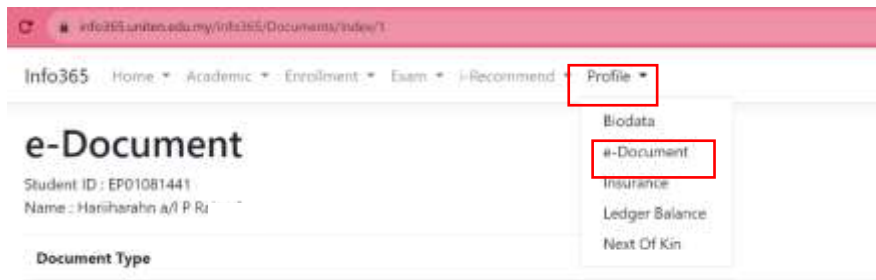 info365.uniten.edu.my/info365/Documents/Index/1
Info365 Home Academic Enrollment Exam i-Recommend Profile
Biodata
e-Document
e-Document
Student ID : EP01081441
Insurance
Name : Hariiharahn a/l P
Ledger Balance
Next Of Kin
Document Type